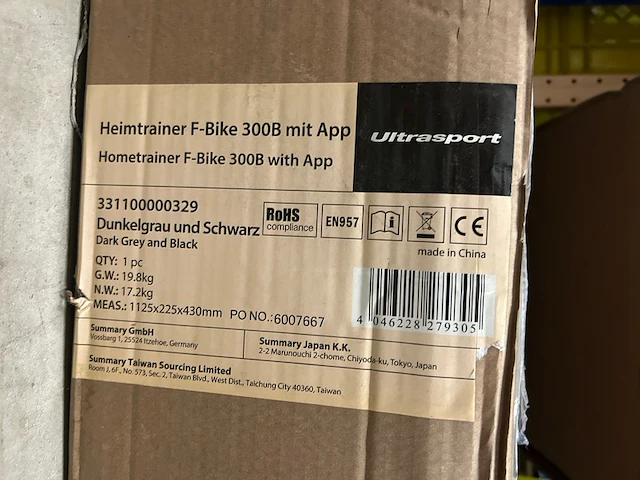 Heimtrainer F-Bike 300B mit App
Ultrasport
Hometrainer F-Bike 300B with App
331100000329
Dunkelgrau und Schwarz
Dark Grey and Black
RoHS
compliance
EN957
i
CE
made in China
QTY: 1 pc
G.W.: 19.8kg
N.W.: 17.2kg
MEAS.: 1125x225x430mm PO NO.:6007667
4 046228 279305
Summary GmbH
Vossbarg 1, 25524 Itzehoe, Germany
Summary Japan K.K.
2-2 Marunouchi 2-chome, Chiyoda-ku, Tokyo, Japan
Summary Taiwan Sourcing Limited
Room J, 6F., No. 573, Sec. 2, Taiwan Blvd., West Dist., Taichung City 40360, Taiwan